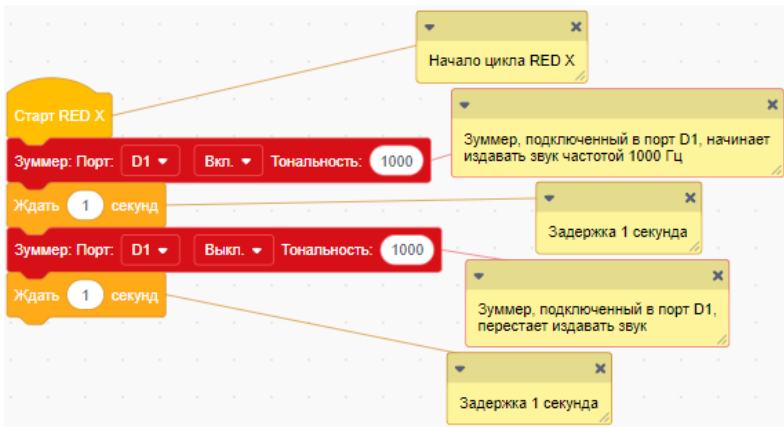 Начало цикла RED X
Старт RED X
Зуммер, подключенный в порт D1, начинает
издавать звук частотой 1000 Гц
Зуммер: Порт: D1 Вкл. Тональность: 1000
Ждать 1 секунд
Задержка 1 секунда
Зуммер: Порт: D1 Выкл. Тональность: 1000
Зуммер, подключенный в порт D1,
перестает издавать звук
Ждать 1 секунд
Задержка 1 секунда